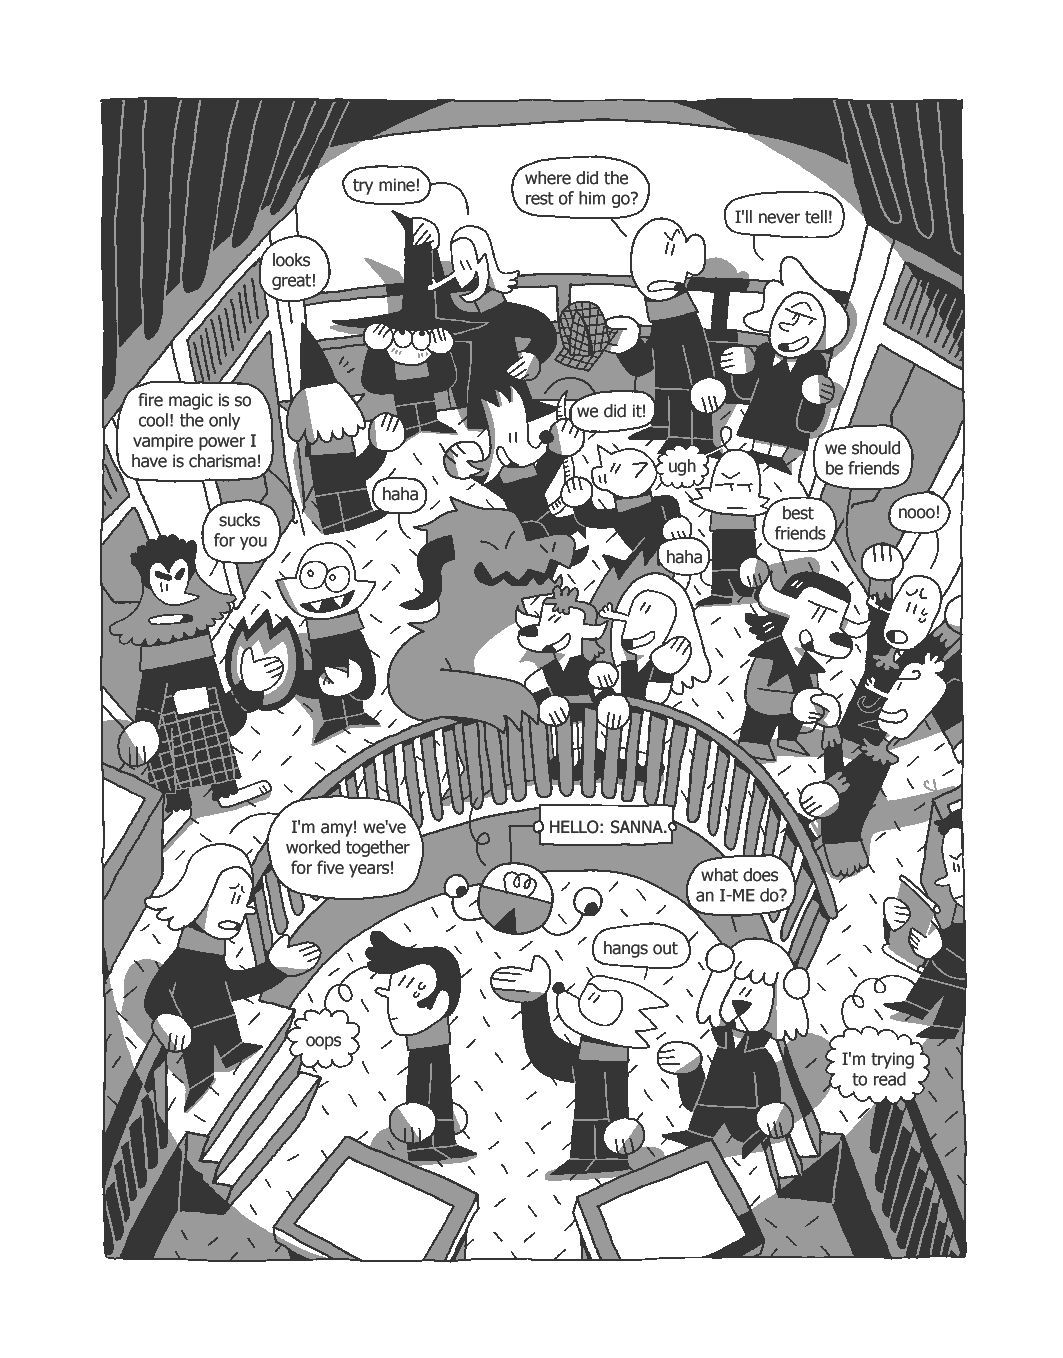 try mine!
where did the
rest of him go?
I'll never tell!
looks
great!
fire magic is so
cool! the only
vampire power I
have is charisma!
we did it!
ugh
we should
be friends
haha
sucks
for you
best
friends
nooo!
haha
I'm amy! we've
worked together
for five years!
HELLO: SANNA.
what does
an I-ME do?
hangs out
oops
I'm trying
to read